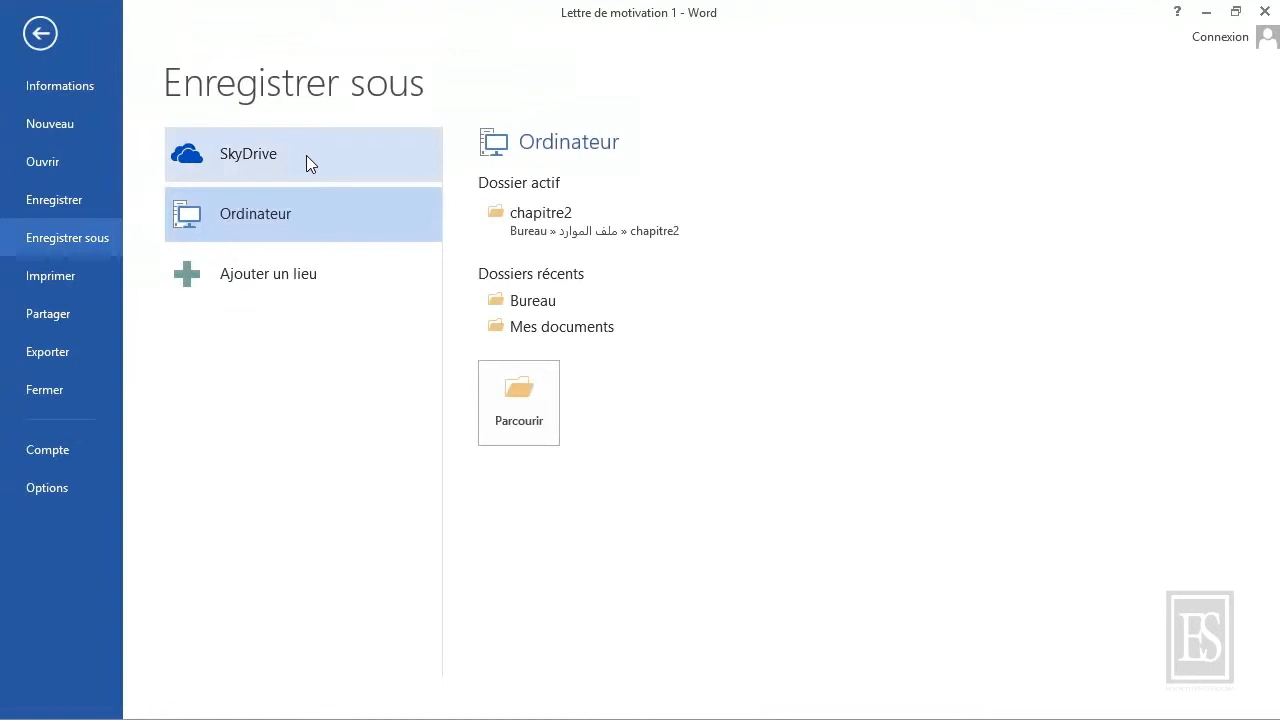 Lettre de motivation 1 - Word
?
Connexion
Informations
Nouveau
Ouvrir
Enregistrer
Enregistrer sous
Imprimer
Partager
Exporter
Fermer
Compte
Options
Enregistrer sous
SkyDrive
Ordinateur
Ajouter un lieu
Ordinateur
Dossier actif
chapitre2
Bureau » ملف الموارد » chapitre2
Dossiers récents
Bureau
Mes documents
Parcourir